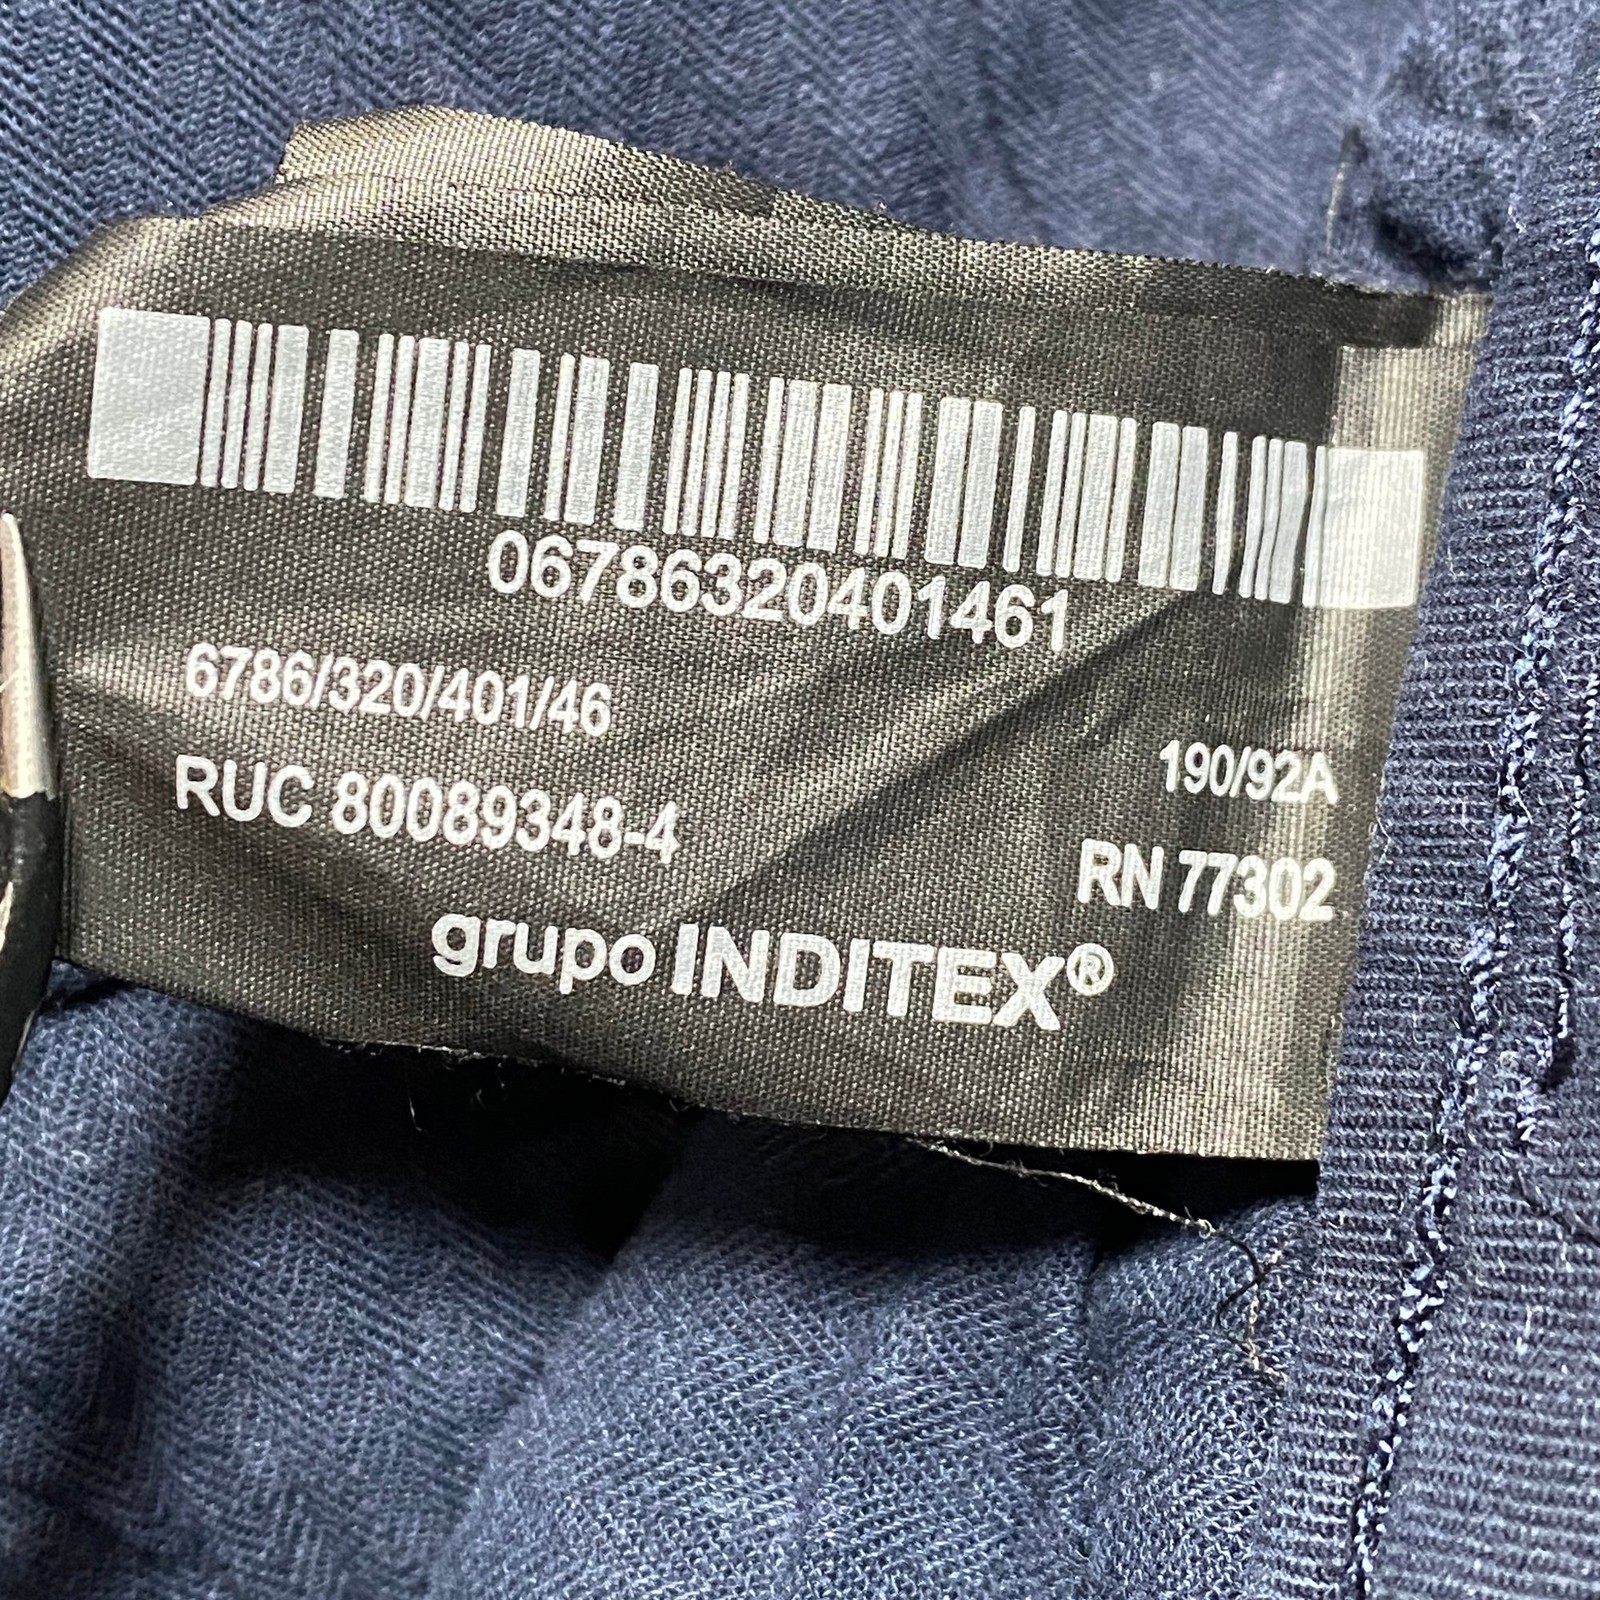 06786320401461
6786/320/401/46
190/92A
RUC 80089348-4
RN 77302
grupo INDITEX®